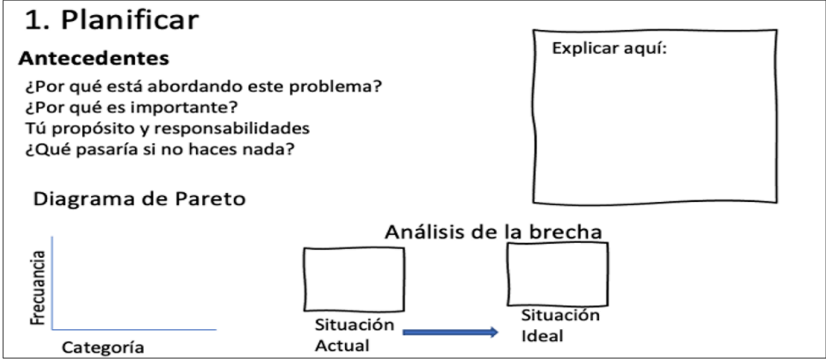 1. Planificar
Antecedentes
¿Por qué está abordando este problema?
¿Por qué es importante?
Tú propósito y responsabilidades
¿Qué pasaría si no haces nada?
Explicar aquí:
Diagrama de Pareto
Frecuancia
Categoría
Análisis de la brecha
Situación
Actual
Situación
Ideal